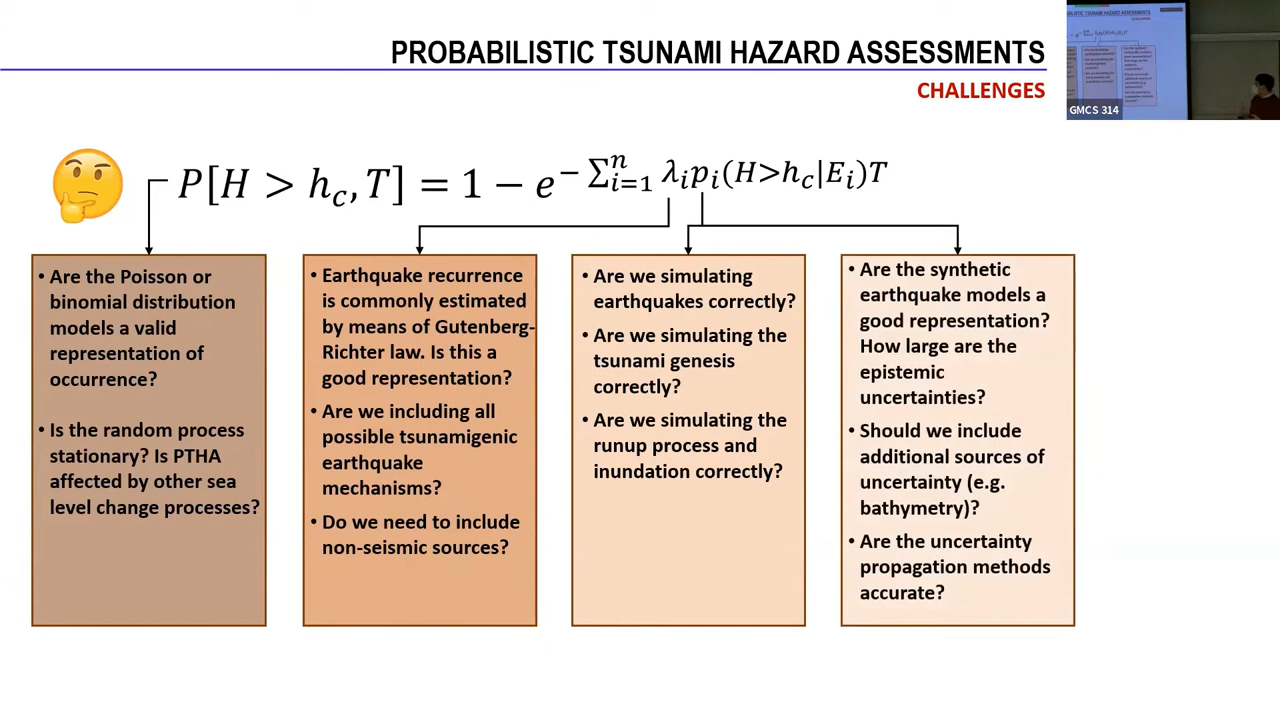 PROBABILISTIC TSUNAMI HAZARD ASSESSMENTS
CHALLENGES
GMCS 314
P[H > h_c, T] = 1 − e^{− ∑_{i=1}^{n} λ_i p_i(H>h_c|E_i)T}
• Are the Poisson or
binomial distribution
models a valid
representation of
occurrence?
• Is the random process
stationary? Is PTHA
affected by other sea
level change processes?
• Earthquake recurrence
is commonly estimated
by means of Gutenberg-
Richter law. Is this a
good representation?
• Are we including all
possible tsunamigenic
earthquake
mechanisms?
• Do we need to include
non-seismic sources?
• Are we simulating
earthquakes correctly?
• Are we simulating the
tsunami genesis
correctly?
• Are we simulating the
runup process and
inundation correctly?
• Are the synthetic
earthquake models a
good representation?
How large are the
epistemic
uncertainties?
• Should we include
additional sources of
uncertainty (e.g.
bathymetry)?
• Are the uncertainty
propagation methods
accurate?